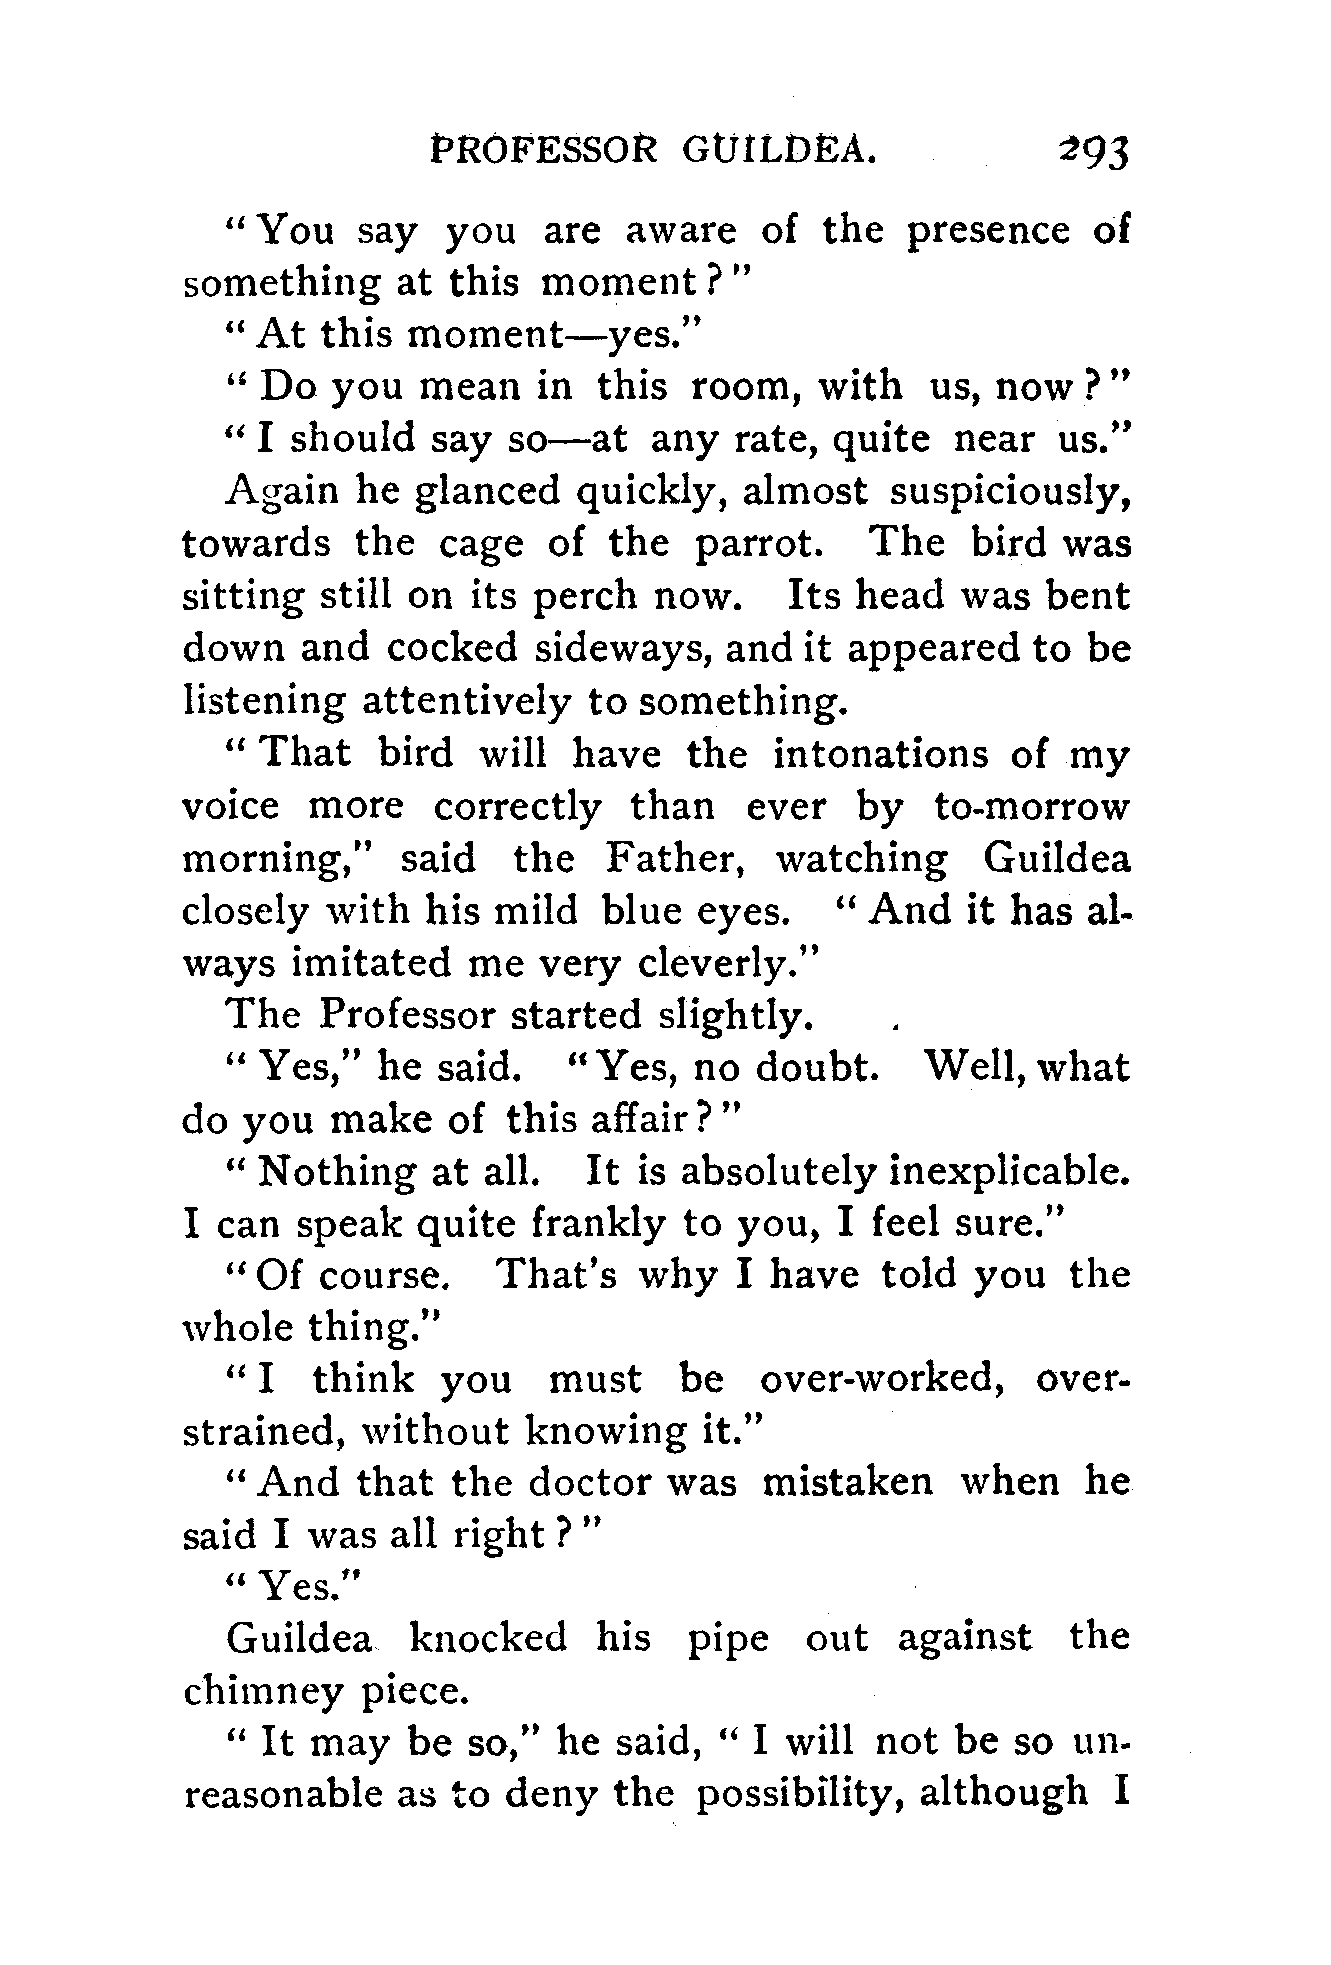 PROFESSOR GUILDEA. 293
“ You say you are aware of the presence of
something at this moment ? ”
“ At this moment—yes.”
“ Do you mean in this room, with us, now ? ”
“ I should say so—at any rate, quite near us.”
Again he glanced quickly, almost suspiciously,
towards the cage of the parrot. The bird was
sitting still on its perch now. Its head was bent
down and cocked sideways, and it appeared to be
listening attentively to something.
“ That bird will have the intonations of my
voice more correctly than ever by to-morrow
morning,” said the Father, watching Guildea
closely with his mild blue eyes. “ And it has al-
ways imitated me very cleverly.”
The Professor started slightly.
“ Yes,” he said. “ Yes, no doubt. Well, what
do you make of this affair ? ”
“ Nothing at all. It is absolutely inexplicable.
I can speak quite frankly to you, I feel sure.”
“ Of course. That’s why I have told you the
whole thing.”
“ I think you must be over-worked, over-
strained, without knowing it.”
“ And that the doctor was mistaken when he
said I was all right ? ”
“ Yes.”
Guildea knocked his pipe out against the
chimney piece.
“ It may be so,” he said, “ I will not be so un-
reasonable as to deny the possibility, although I